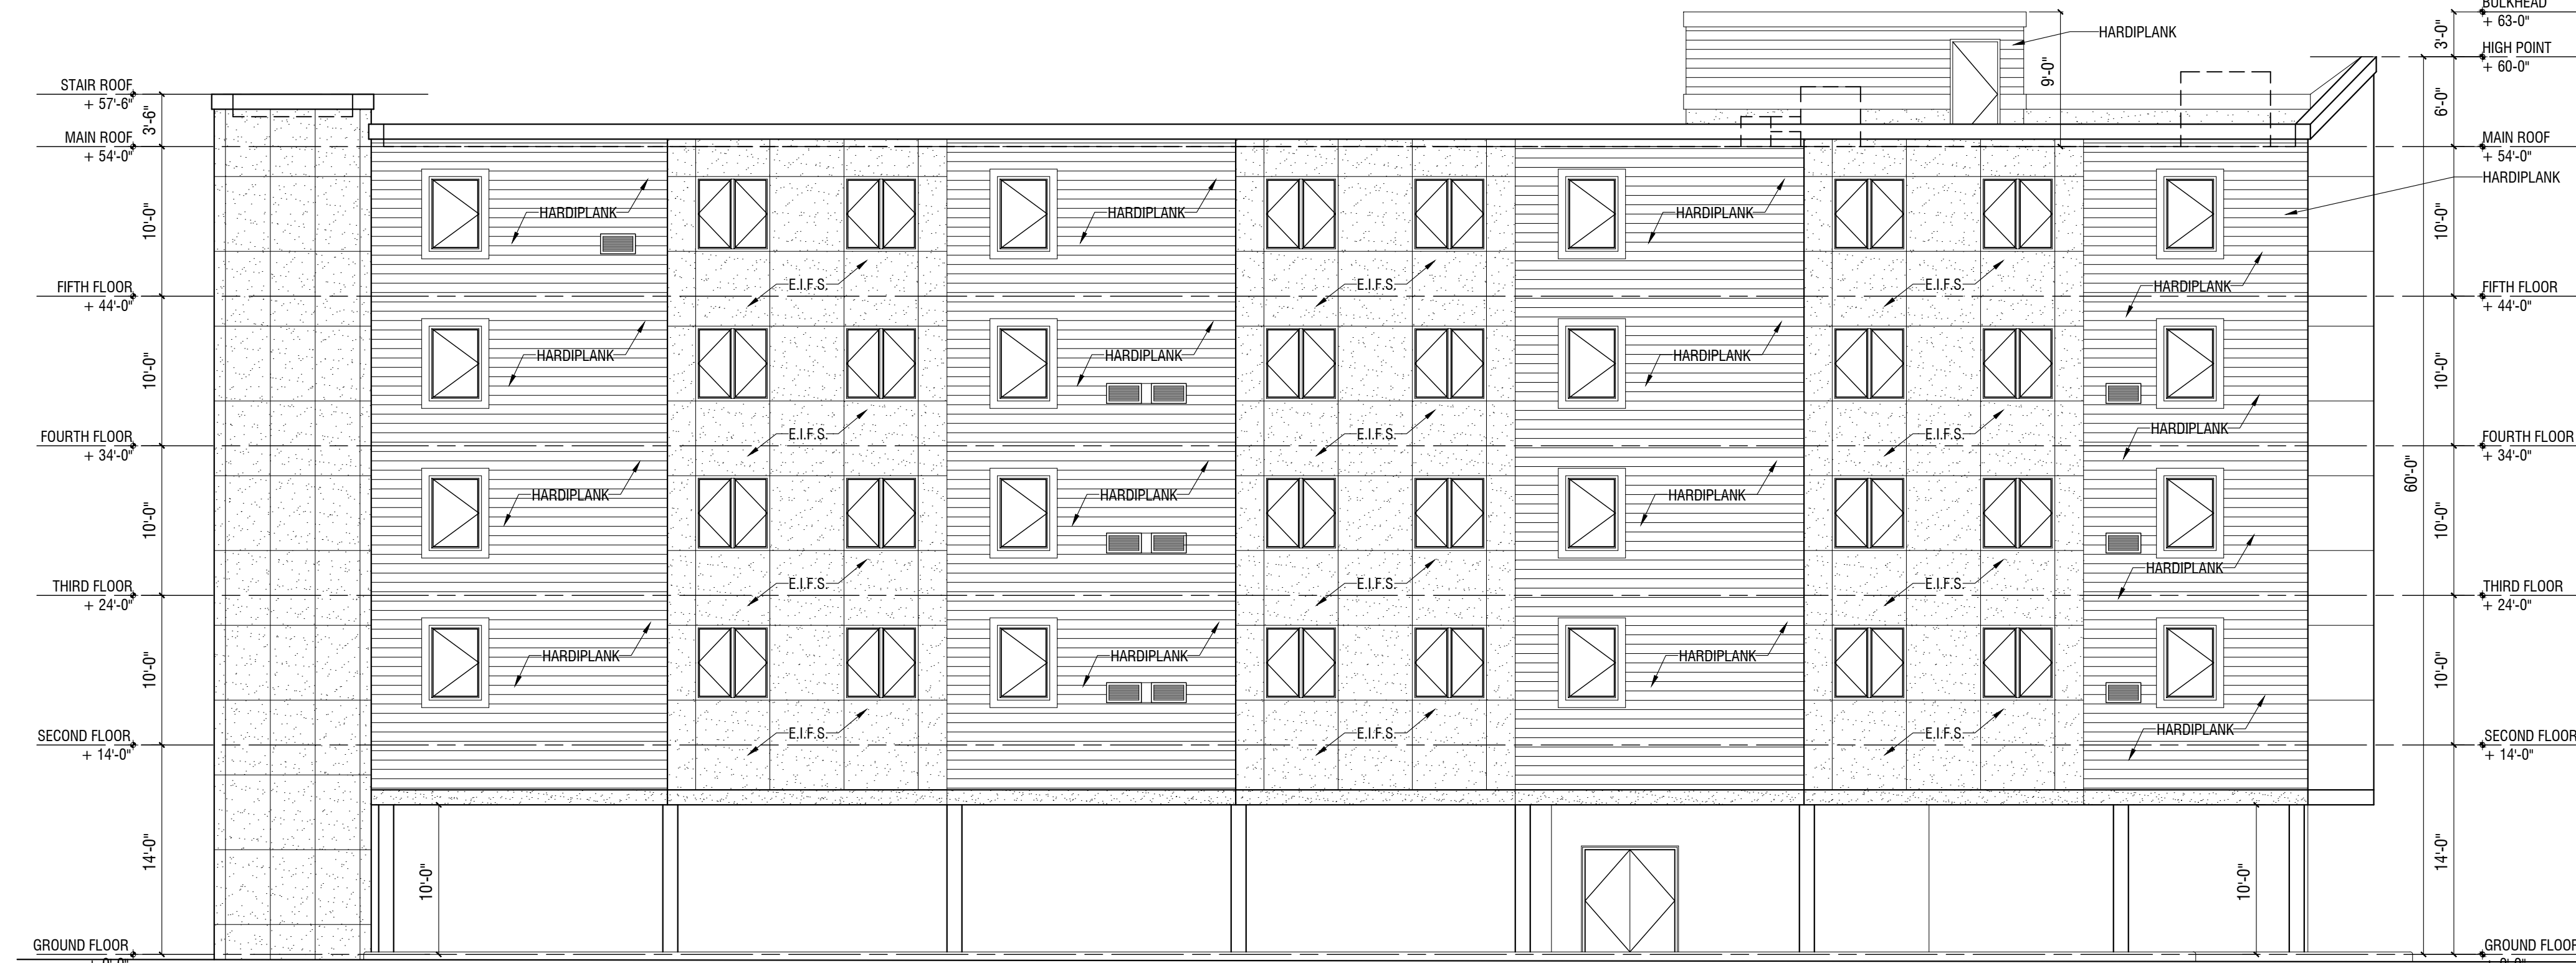 BULKHEAD
+ 63-0"
3'-0"
HARDIPLANK
HIGH POINT
+ 60-0"
9'-0"
STAIR ROOF
+ 57'-6"
3'-6"
6'-0"
MAIN ROOF
+ 54'-0"
MAIN ROOF
+ 54'-0"
HARDIPLANK
10'-0"
HARDIPLANK
HARDIPLANK
HARDIPLANK
10'-0"
FIFTH FLOOR
+ 44'-0"
E.I.F.S.
E.I.F.S.
E.I.F.S.
HARDIPLANK
FIFTH FLOOR
+ 44'-0"
10'-0"
HARDIPLANK
HARDIPLANK
HARDIPLANK
10'-0"
FOURTH FLOOR
+ 34'-0"
E.I.F.S.
E.I.F.S.
E.I.F.S.
HARDIPLANK
FOURTH FLOOR
+ 34'-0"
60'-0"
10'-0"
HARDIPLANK
HARDIPLANK
HARDIPLANK
10'-0"
THIRD FLOOR
+ 24'-0"
E.I.F.S.
E.I.F.S.
E.I.F.S.
HARDIPLANK
THIRD FLOOR
+ 24'-0"
10'-0"
HARDIPLANK
HARDIPLANK
HARDIPLANK
10'-0"
SECOND FLOOR
+ 14'-0"
E.I.F.S.
E.I.F.S.
E.I.F.S.
HARDIPLANK
SECOND FLOOR
+ 14'-0"
14'-0"
10'-0"
10'-0"
14'-0"
GROUND FLOOR
GROUND FLOOR